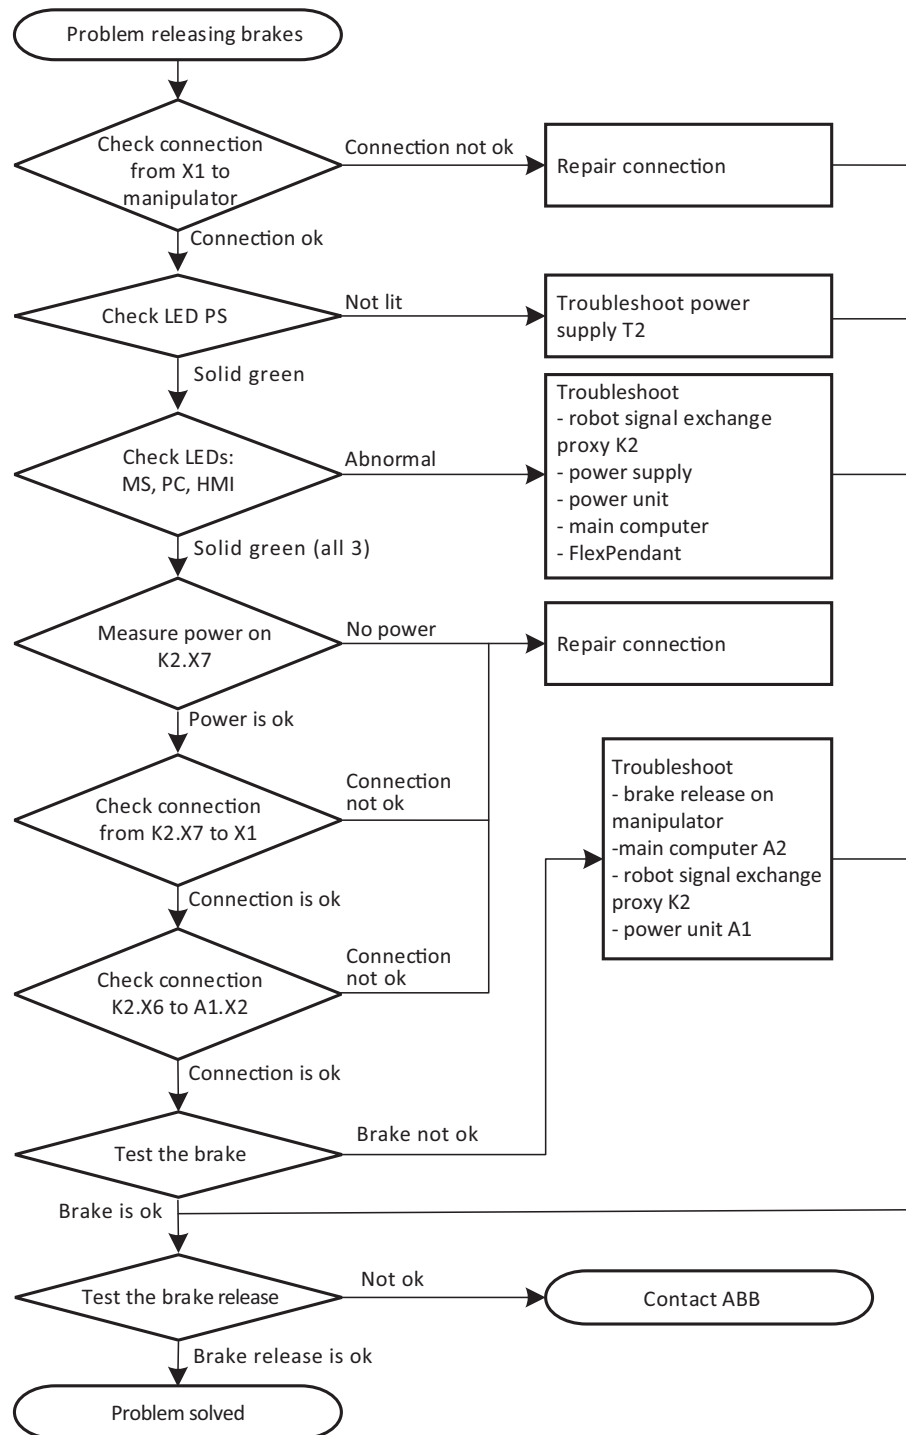 Problem releasing brakes
Check connection
from X1 to
manipulator
Connection not ok
Repair connection
Connection ok
Check LED PS
Not lit
Troubleshoot power
supply T2
Solid green
Check LEDs:
MS, PC, HMI
Abnormal
Troubleshoot
- robot signal exchange
proxy K2
- power supply
- power unit
- main computer
- FlexPendant
Solid green (all 3)
Measure power on
K2.X7
No power
Repair connection
Power is ok
Check connection
from K2.X7 to X1
Connection
not ok
Connection is ok
Check connection
K2.X6 to A1.X2
Connection
not ok
Troubleshoot
- brake release on
manipulator
-main computer A2
- robot signal exchange
proxy K2
- power unit A1
Connection is ok
Test the brake
Brake not ok
Brake is ok
Test the brake release
Not ok
Contact ABB
Brake release is ok
Problem solved